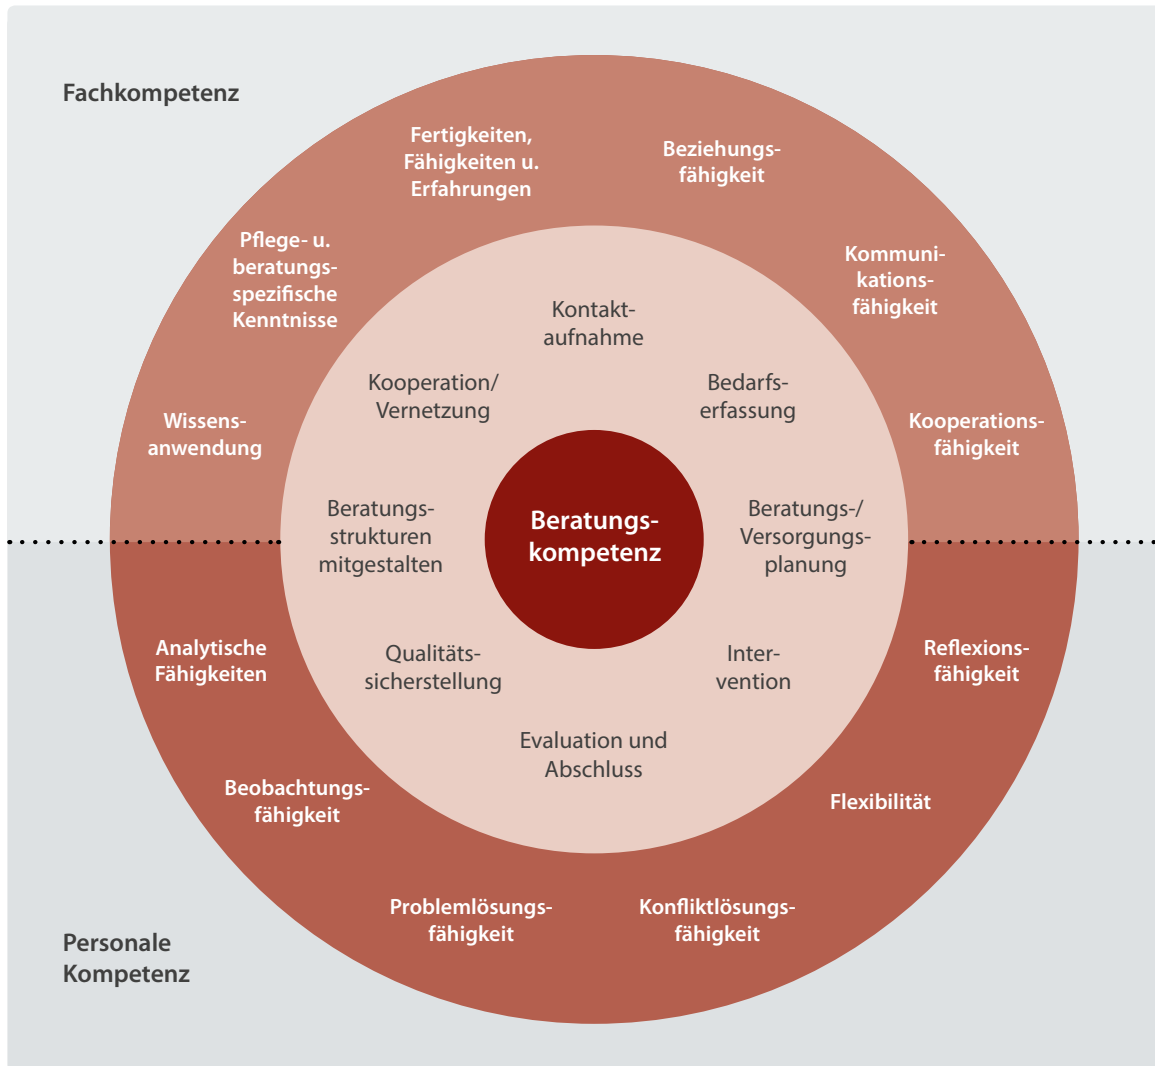 Fachkompetenz
Fertigkeiten,
Fähigkeiten u.
Erfahrungen
Beziehungs-
fähigkeit
Pflege- u.
beratungs-
spezifische
Kenntnisse
Kommuni-
kations-
fähigkeit
Wissens-
anwendung
Kooperations-
fähigkeit
Kontakt-
aufnahme
Kooperation/
Vernetzung
Bedarfs-
erfassung
Beratungs-
strukturen
mitgestalten
Beratungs-
kompetenz
Beratungs-/
Versorgungs-
planung
Qualitäts-
sicherstellung
Inter-
vention
Evaluation und
Abschluss
Analytische
Fähigkeiten
Reflexions-
fähigkeit
Beobachtungs-
fähigkeit
Flexibilität
Problemlösungs-
fähigkeit
Konfliktlösungs-
fähigkeit
Personale
Kompetenz